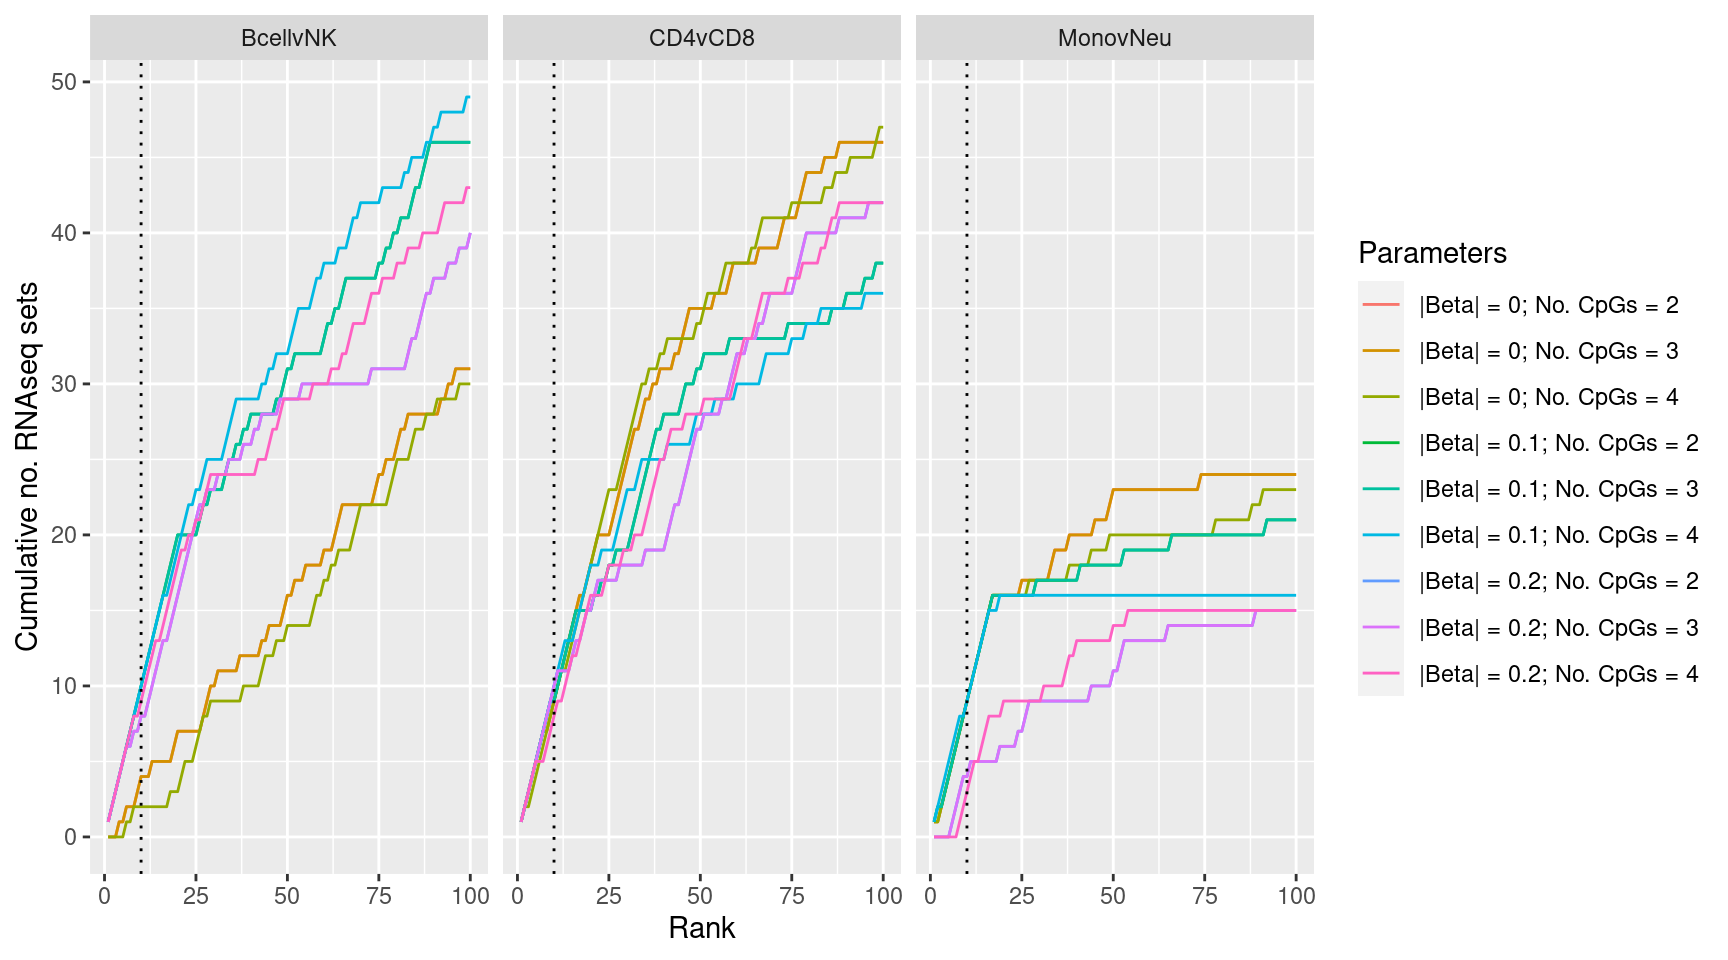 BcellvNK CD4vCD8 MonovNeu
50
40
30
20
10
0
Cumulative no. RNAseq sets
0 25 50 75 100 0 25 50 75 100 0 25 50 75 100
Rank
Parameters
|Beta| = 0; No. CpGs = 2
|Beta| = 0; No. CpGs = 3
|Beta| = 0; No. CpGs = 4
|Beta| = 0.1; No. CpGs = 2
|Beta| = 0.1; No. CpGs = 3
|Beta| = 0.1; No. CpGs = 4
|Beta| = 0.2; No. CpGs = 2
|Beta| = 0.2; No. CpGs = 3
|Beta| = 0.2; No. CpGs = 4